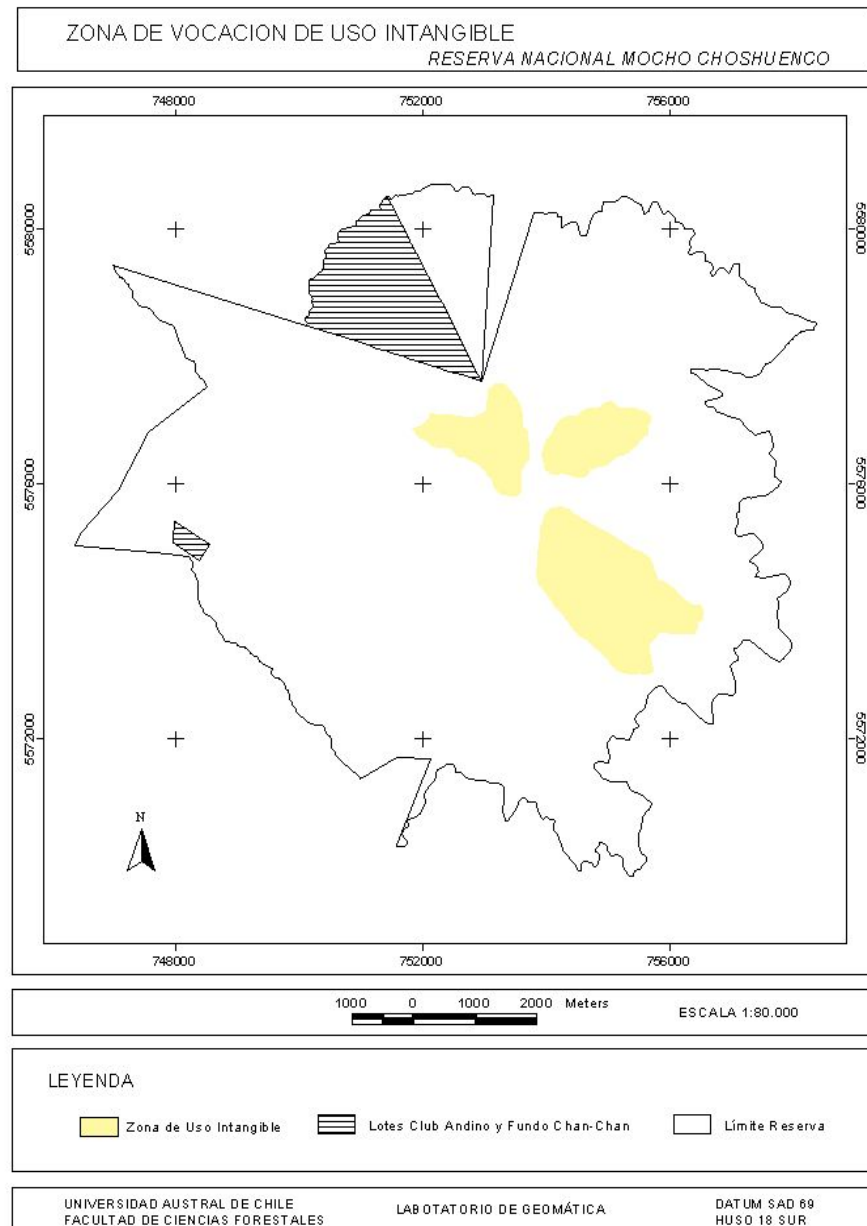 ZONA DE VOCACION DE USO INTANGIBLE
RESERVA NACIONAL MOCHO CHOSHUENCO
748000 752000 756000
5580000 5580000
5576000 5576000
5572000 5572000
N
748000 752000 756000
1000 0 1000 2000 Meters
ESCALA 1:80.000
LEYENDA
Zona de Uso Intangible Lotes Club Andino y Fundo Chan-Chan Límite Reserva
UNIVERSIDAD AUSTRAL DE CHILE LABOTATORIO DE GEOMÁTICA DATUM SAD 69
FACULTAD DE CIENCIAS FORESTALES HUSO 18 SUR